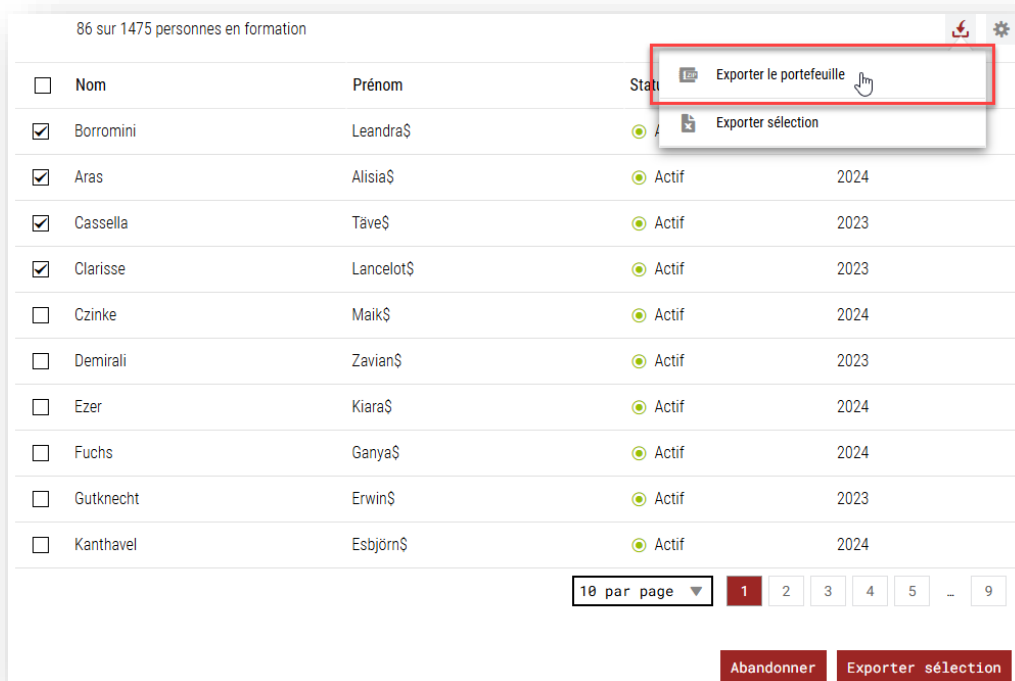 86 sur 1475 personnes en formation
Exporter le portefeuille
Nom Prénom Statu
Exporter sélection
Borromini Leandra$
Aras Alisia$ Actif 2024
Cassella Täve$ Actif 2023
Clarisse Lancelot$ Actif 2023
Czinke Maik$ Actif 2024
Demirali Zavian$ Actif 2023
Ezer Kiara$ Actif 2024
Fuchs Ganya$ Actif 2024
Gutknecht Erwin$ Actif 2023
Kanthavel Esbjörn$ Actif 2024
10 par page 1 2 3 4 5 … 9
Abandonner Exporter sélection